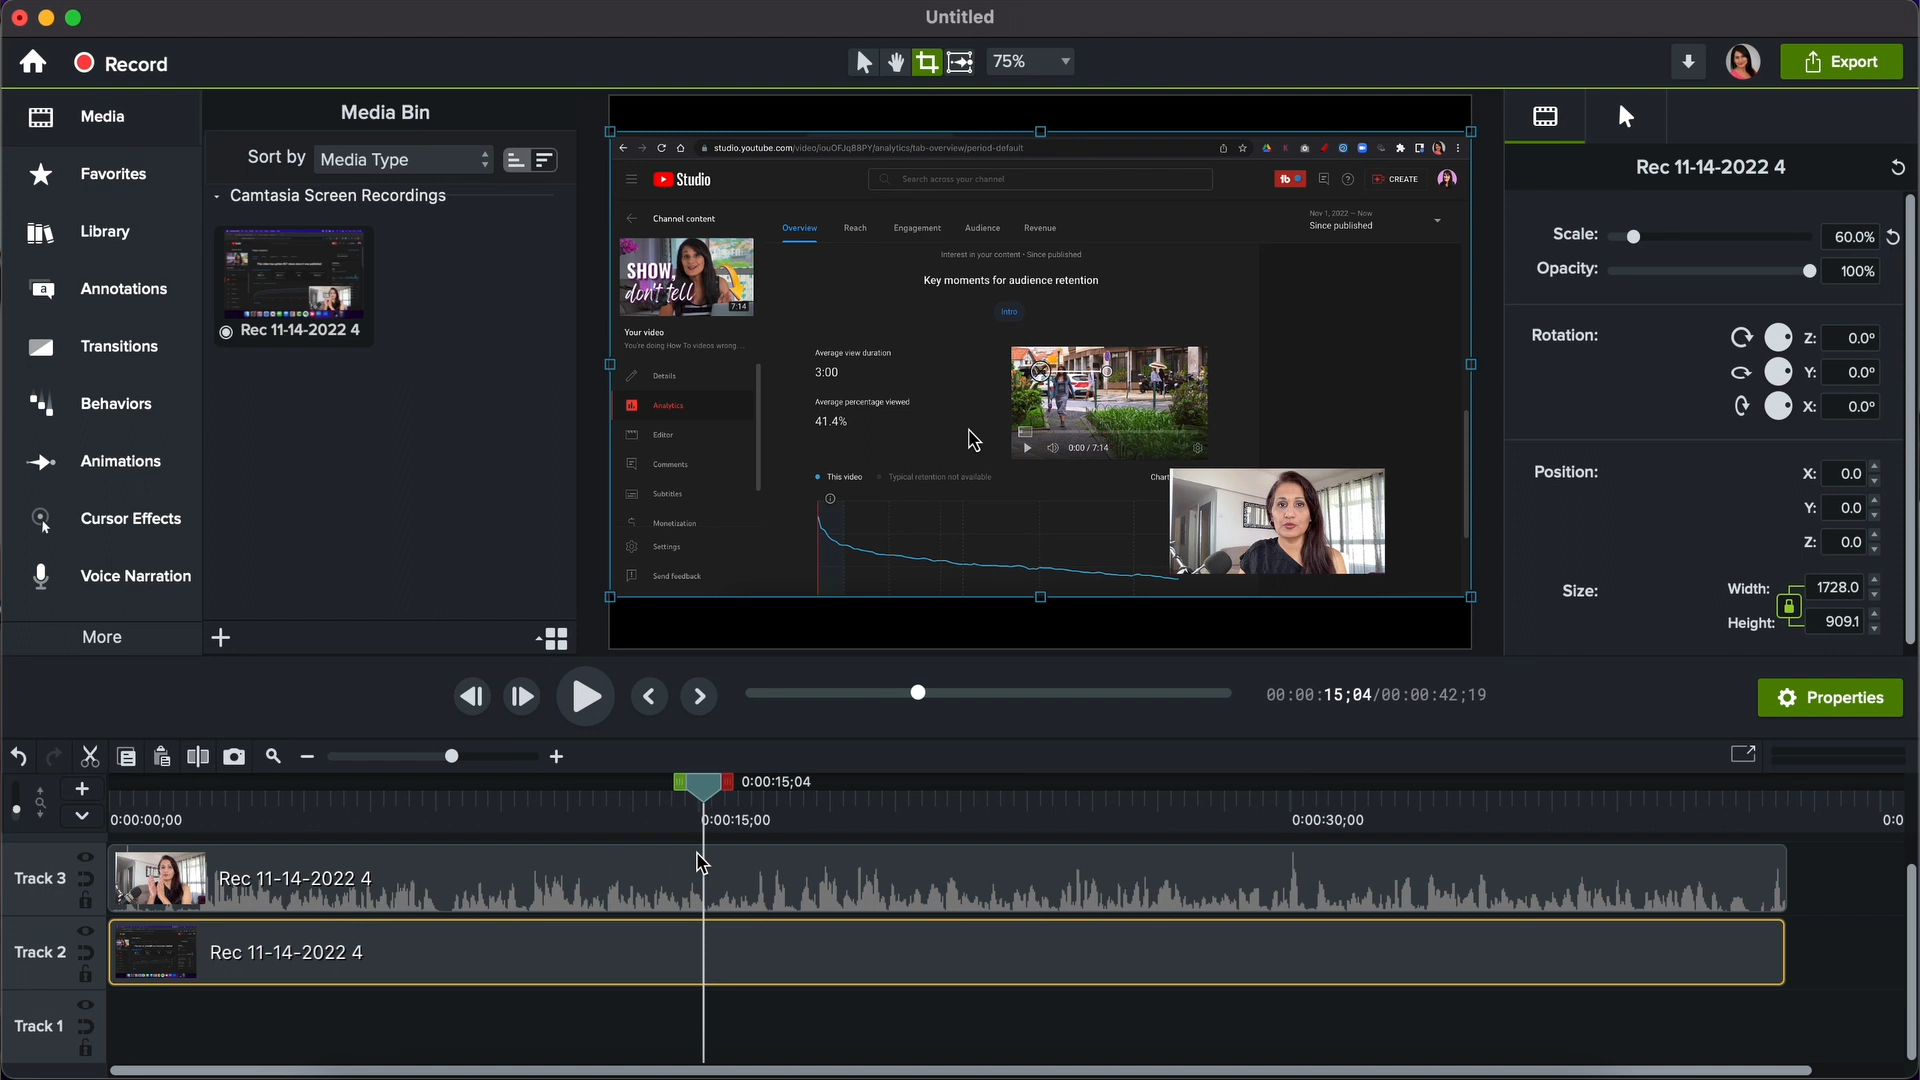 Untitled
Record
75%
Export
Media
Favorites
Library
Annotations
Transitions
Behaviors
Animations
Cursor Effects
Voice Narration
More
Media Bin
Sort by
Media Type
Camtasia Screen Recordings
Rec 11-14-2022 4
studio.youtube.com/video/iouOFJq88PY/analytics/tab-overview/period-default
Studio
Search across your channel
tb
CREATE
Channel content
SHOW,
don't tell
7:14
Your video
You're doing How To videos wrong ...
Details
Analytics
Editor
Comments
Subtitles
Monetization
Settings
Send feedback
Overview
Reach
Engagement
Audience
Revenue
Nov 1, 2022 – Now
Since published
Interest in your content • Since published
Key moments for audience retention
Intro
Average view duration
3:00
Average percentage viewed
41.4%
0:00 / 7:14
This video
Typical retention not available
Chart
Rec 11-14-2022 4
Scale:
60.0%
Opacity:
100%
Rotation:
Z: 0.0°
Y: 0.0°
X: 0.0°
Position:
X: 0.0
Y: 0.0
Z: 0.0
Size:
Width: 1728.0
Height: 909.1
00:00:15;04/00:00:42;19
Properties
0:00:15;04
0:00:00;00
0:00:15;00
0:00:30;00
0:0
Track 3
Rec 11-14-2022 4
Track 2
Rec 11-14-2022 4
Track 1